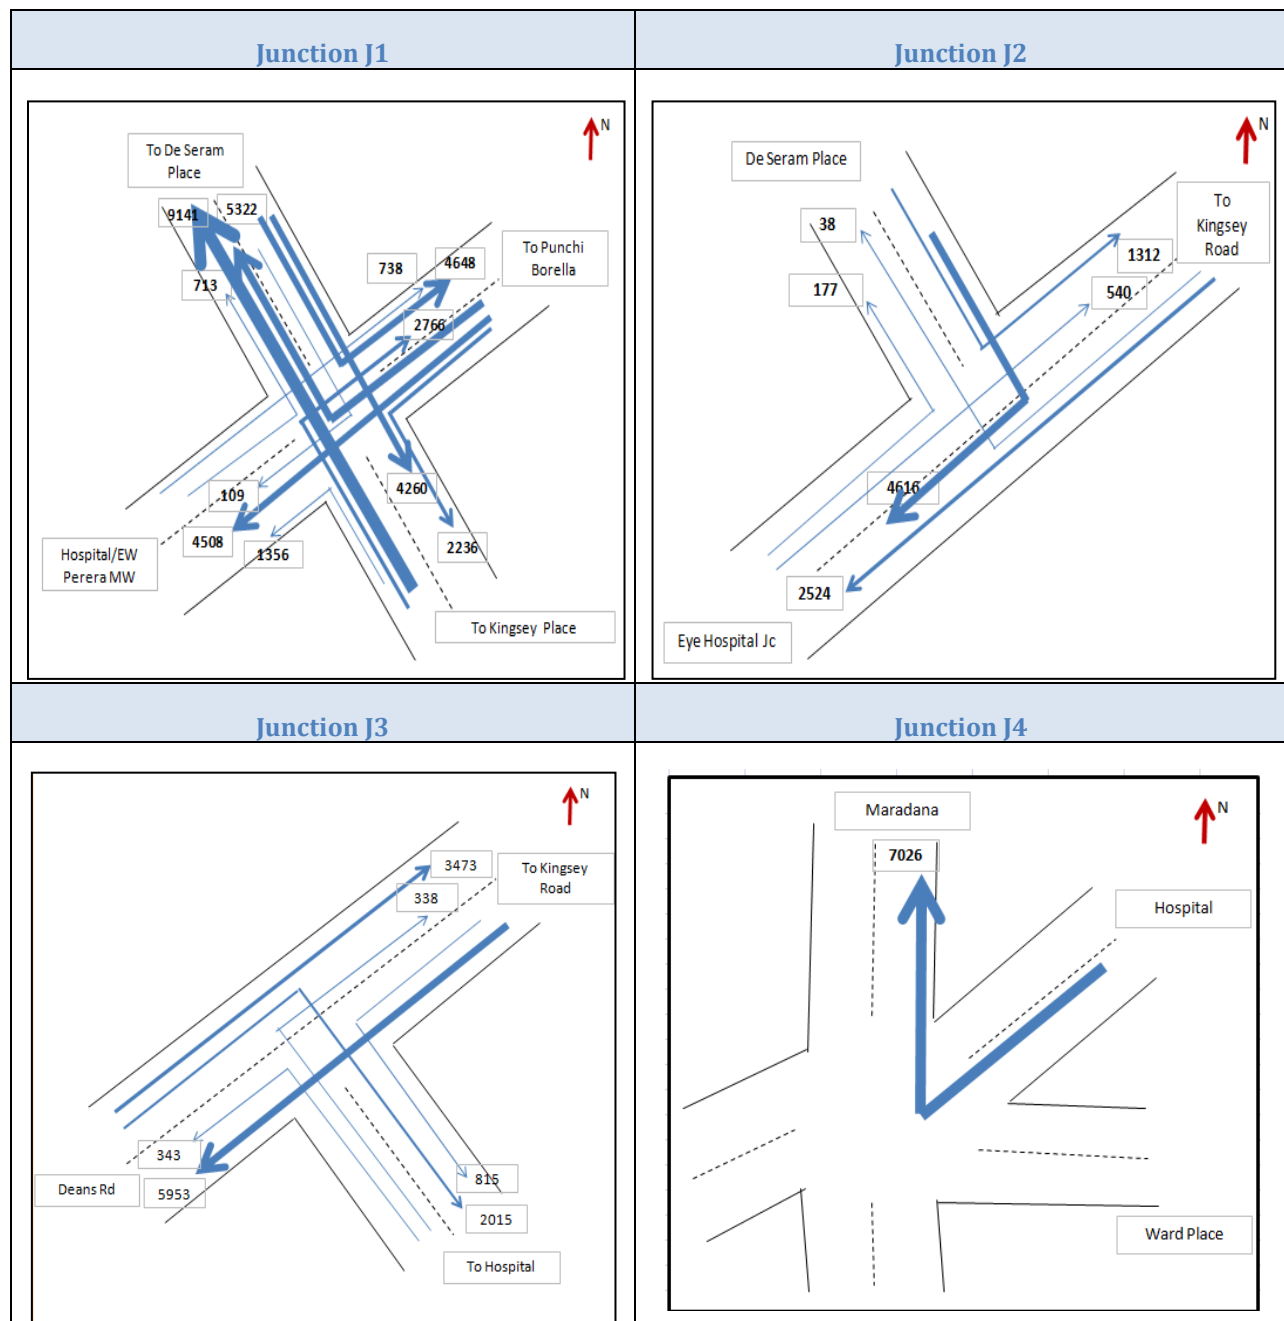 Junction J1
Junction J2
N
To De Seram
Place
9141
5322
To Punchi
Borella
738
4648
713
2766
109
4508
1356
4260
2236
Hospital/EW
Perera MW
To Kingsey Place
N
De Seram Place
To
Kingsey
Road
38
177
1312
540
4616
2524
Eye Hospital Jc
Junction J3
Junction J4
N
3473
To Kingsey
Road
338
343
Deans Rd
5953
815
2015
To Hospital
Maradana
N
7026
Hospital
Ward Place